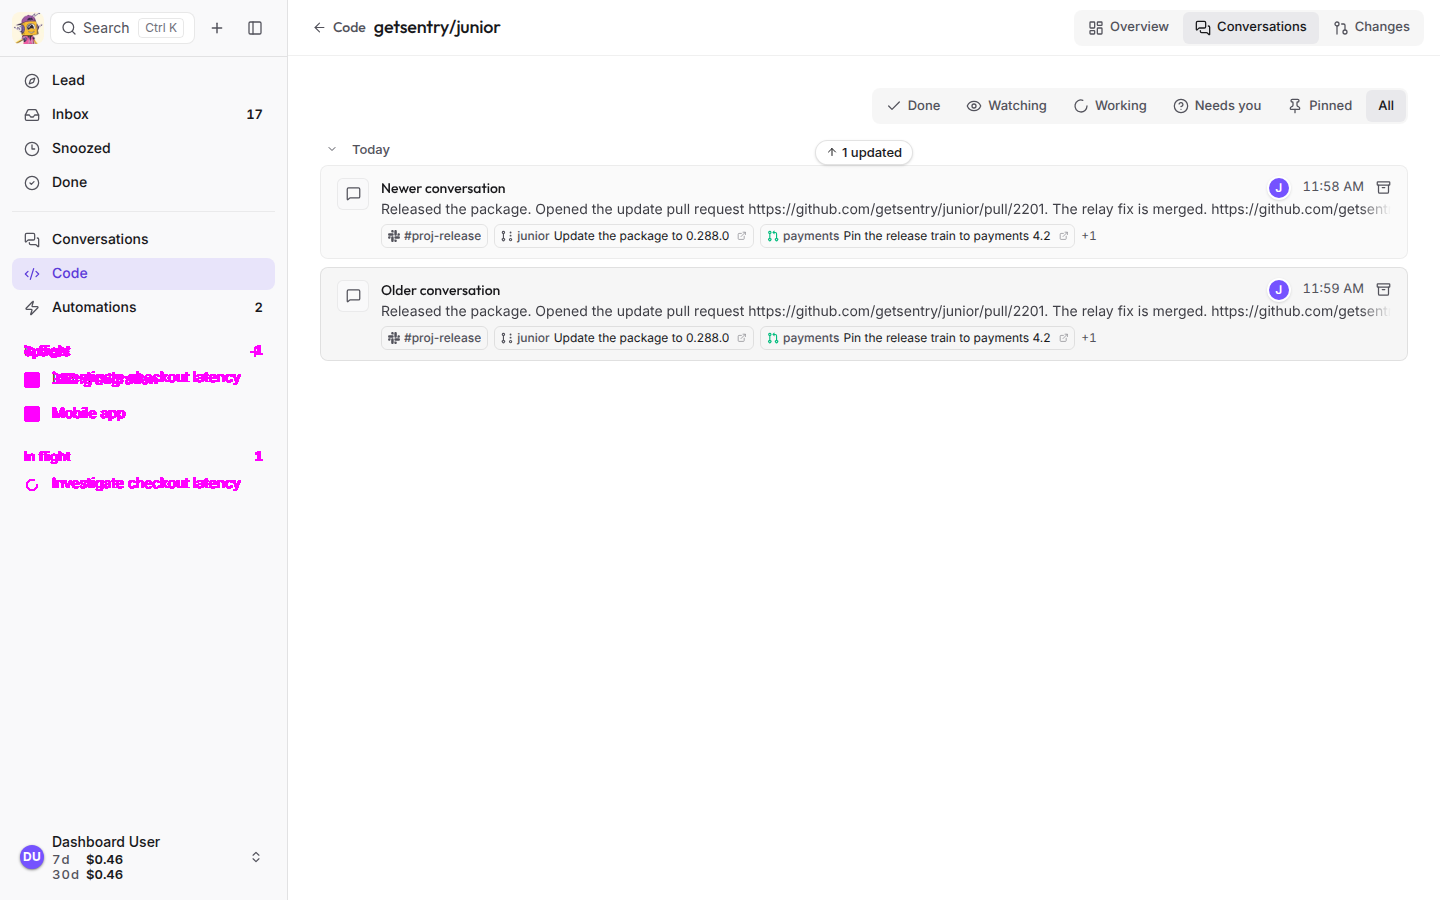 Search Ctrl K
Lead
Inbox 17
Snoozed
Done
Conversations
Code
Automations 2
Investigate checkout latency
Mobile app
In flight 1
Investigate checkout latency
Dashboard User
DU
7d $0.46
30d $0.46
Code getsentry/junior
Overview Conversations Changes
Done Watching Working Needs you Pinned All
Today
1 updated
Newer conversation J 11:58 AM
Released the package. Opened the update pull request https://github.com/getsentry/junior/pull/2201. The relay fix is merged. https://github.com/getsent
#proj-release junior Update the package to 0.288.0 payments Pin the release train to payments 4.2 +1
Older conversation J 11:59 AM
Released the package. Opened the update pull request https://github.com/getsentry/junior/pull/2201. The relay fix is merged. https://github.com/getsent
#proj-release junior Update the package to 0.288.0 payments Pin the release train to payments 4.2 +1